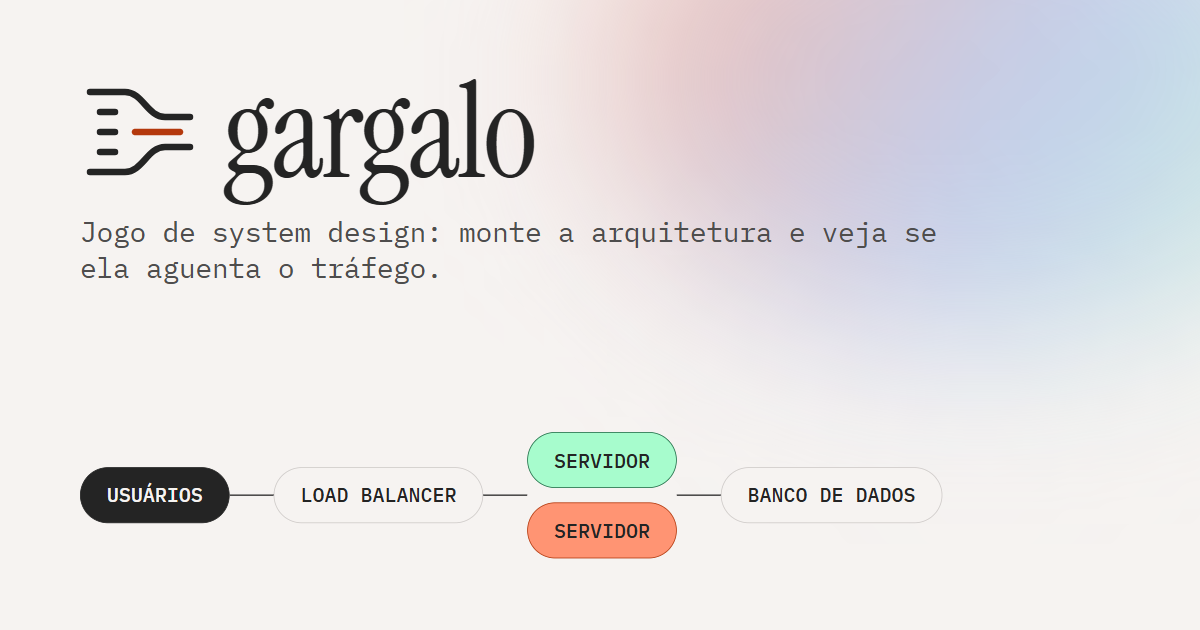 gargalo
Jogo de system design: monte a arquitetura e veja se
ela aguenta o tráfego.
USUÁRIOS
LOAD BALANCER
SERVIDOR
SERVIDOR
BANCO DE DADOS